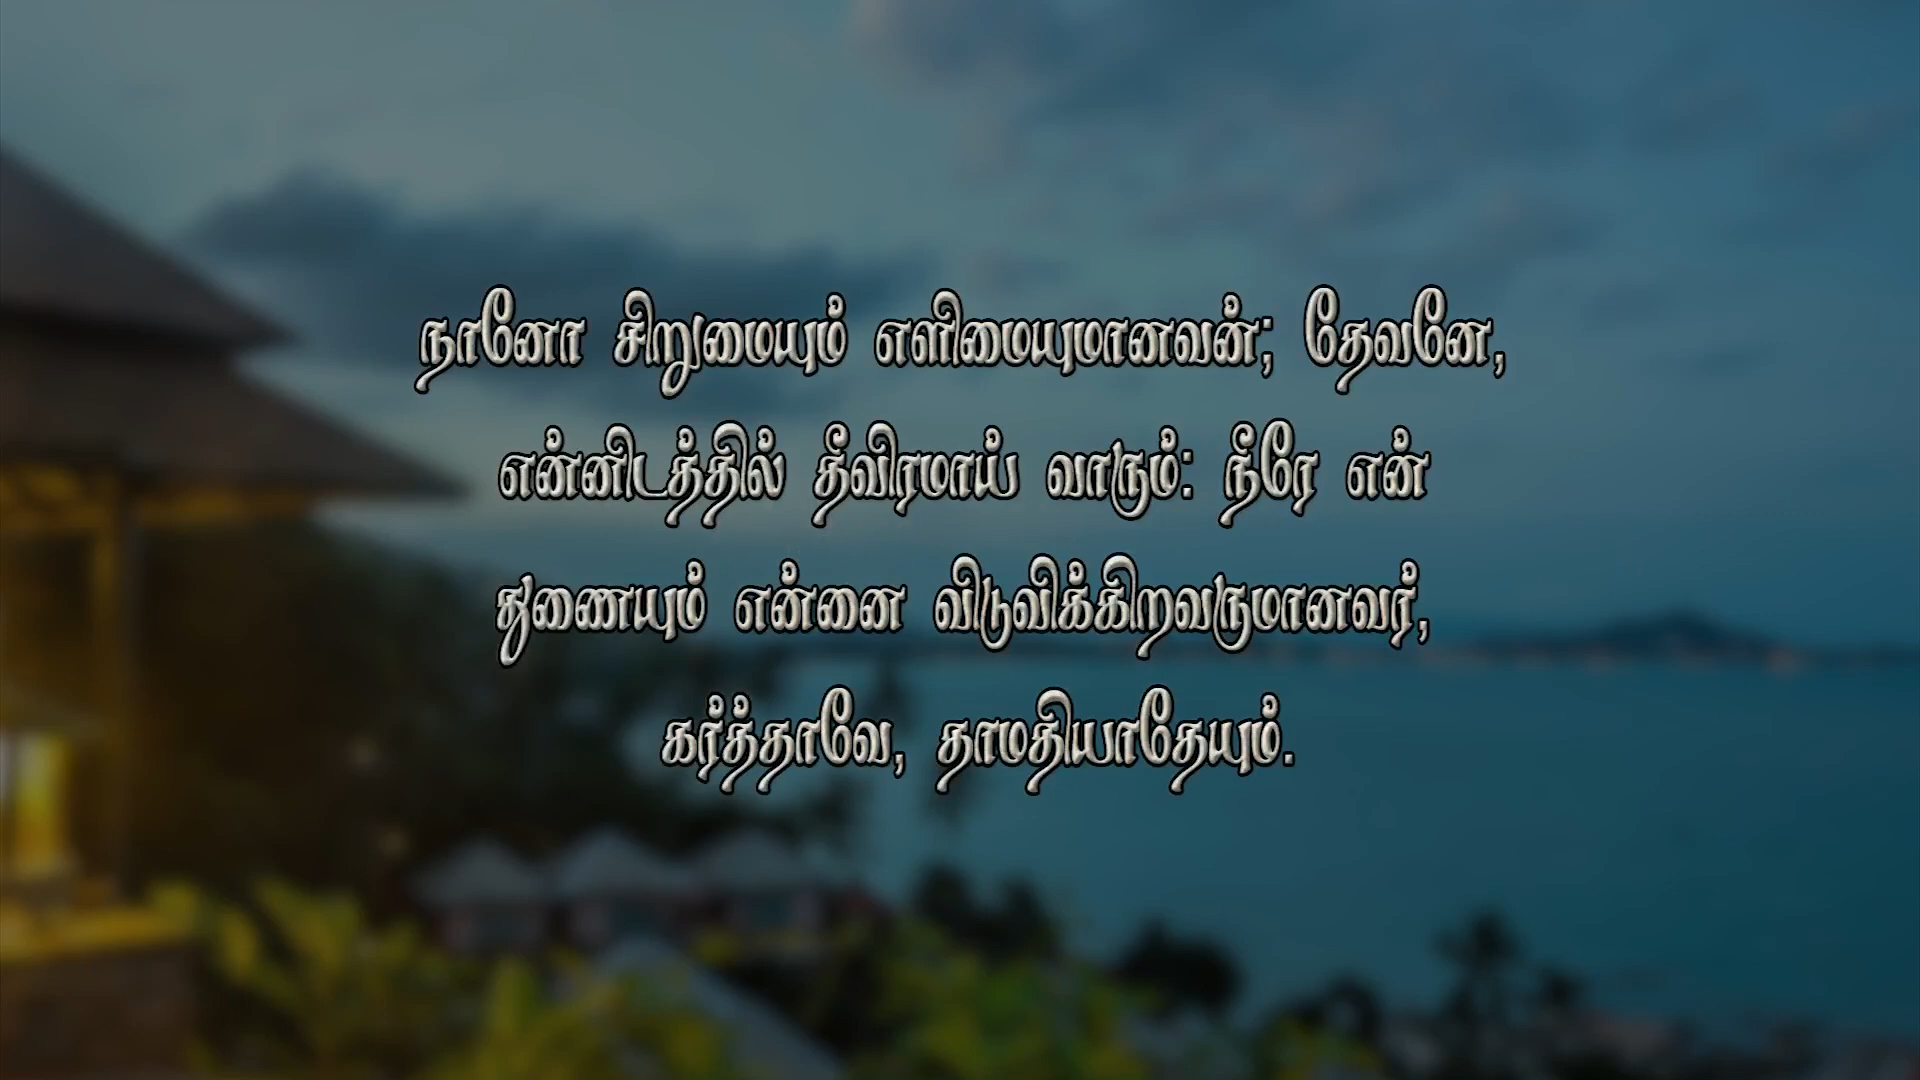 நானோ சிறுமையும் எளிமையுமானவன்; தேவனே,
என்னிடத்தில் தீவிரமாய் வாரும்: நீரே என்
துணையும் என்னை விடுவிக்கிறவருமானவர்,
கர்த்தாவே, தாமதியாதேயும்.